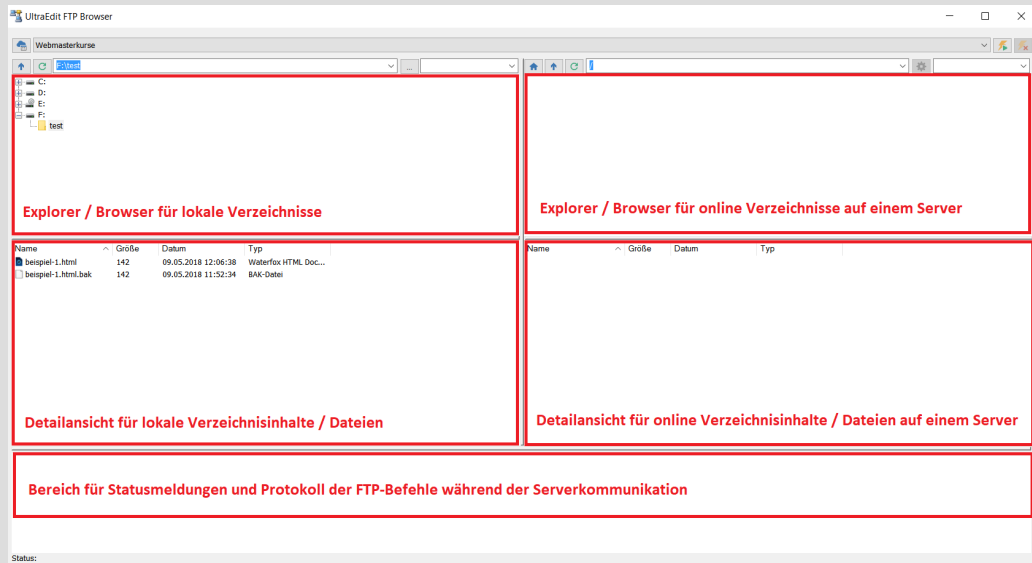 UltraEdit FTP Browser
Webmasterkurse
F:\test
...
/
C:
D:
E:
F:
test
Explorer / Browser für lokale Verzeichnisse
Explorer / Browser für online Verzeichnisse auf einem Server
Name Größe Datum Typ
beispiel-1.html 142 09.05.2018 12:06:38 Waterfox HTML Doc...
beispiel-1.html.bak 142 09.05.2018 11:52:34 BAK-Datei
Name Größe Datum Typ
Detailansicht für lokale Verzeichnisinhalte / Dateien
Detailansicht für online Verzeichnisinhalte / Dateien auf einem Server
Bereich für Statusmeldungen und Protokoll der FTP-Befehle während der Serverkommunikation
Status: